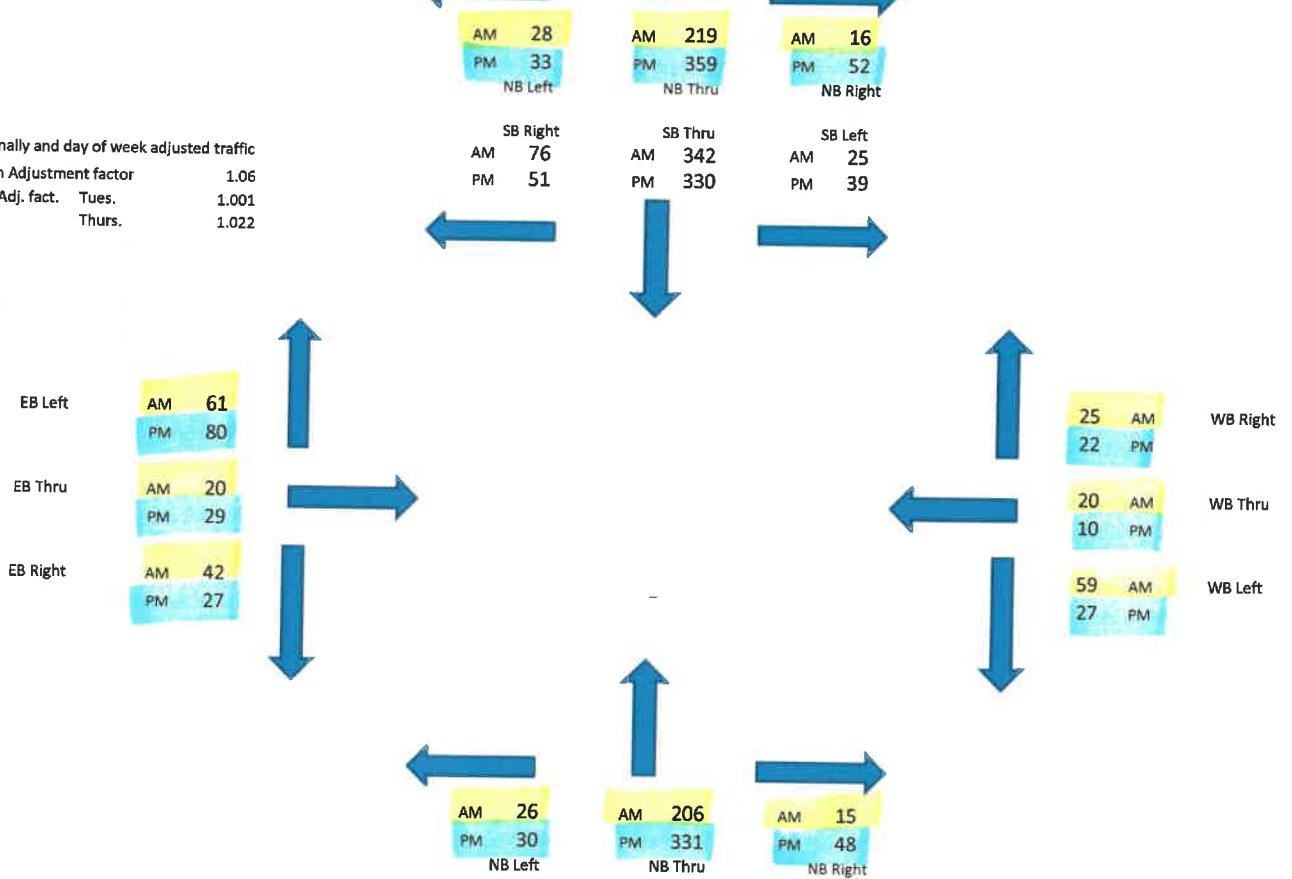 AM 28 AM 219 AM 16
PM 33 PM 359 PM 52
NB Left NB Thru NB Right
SB Right SB Thru SB Left
AM 76 AM 342 AM 25
PM 51 PM 330 PM 39
adjusted traffic
and day of week
Adjustment factor 1.06
Adj. fact. Tues. 1.001
Thurs. 1.022
EB Left AM 61
PM 80
EB Thru AM 20
PM 29
EB Right AM 42
PM 27
25 AM WB Right
22 PM
20 AM WB Thru
10 PM
59 AM WB Left
27 PM
AM 26 AM 206 AM 15
PM 30 PM 331 PM 48
NB Left NB Thru NB Right